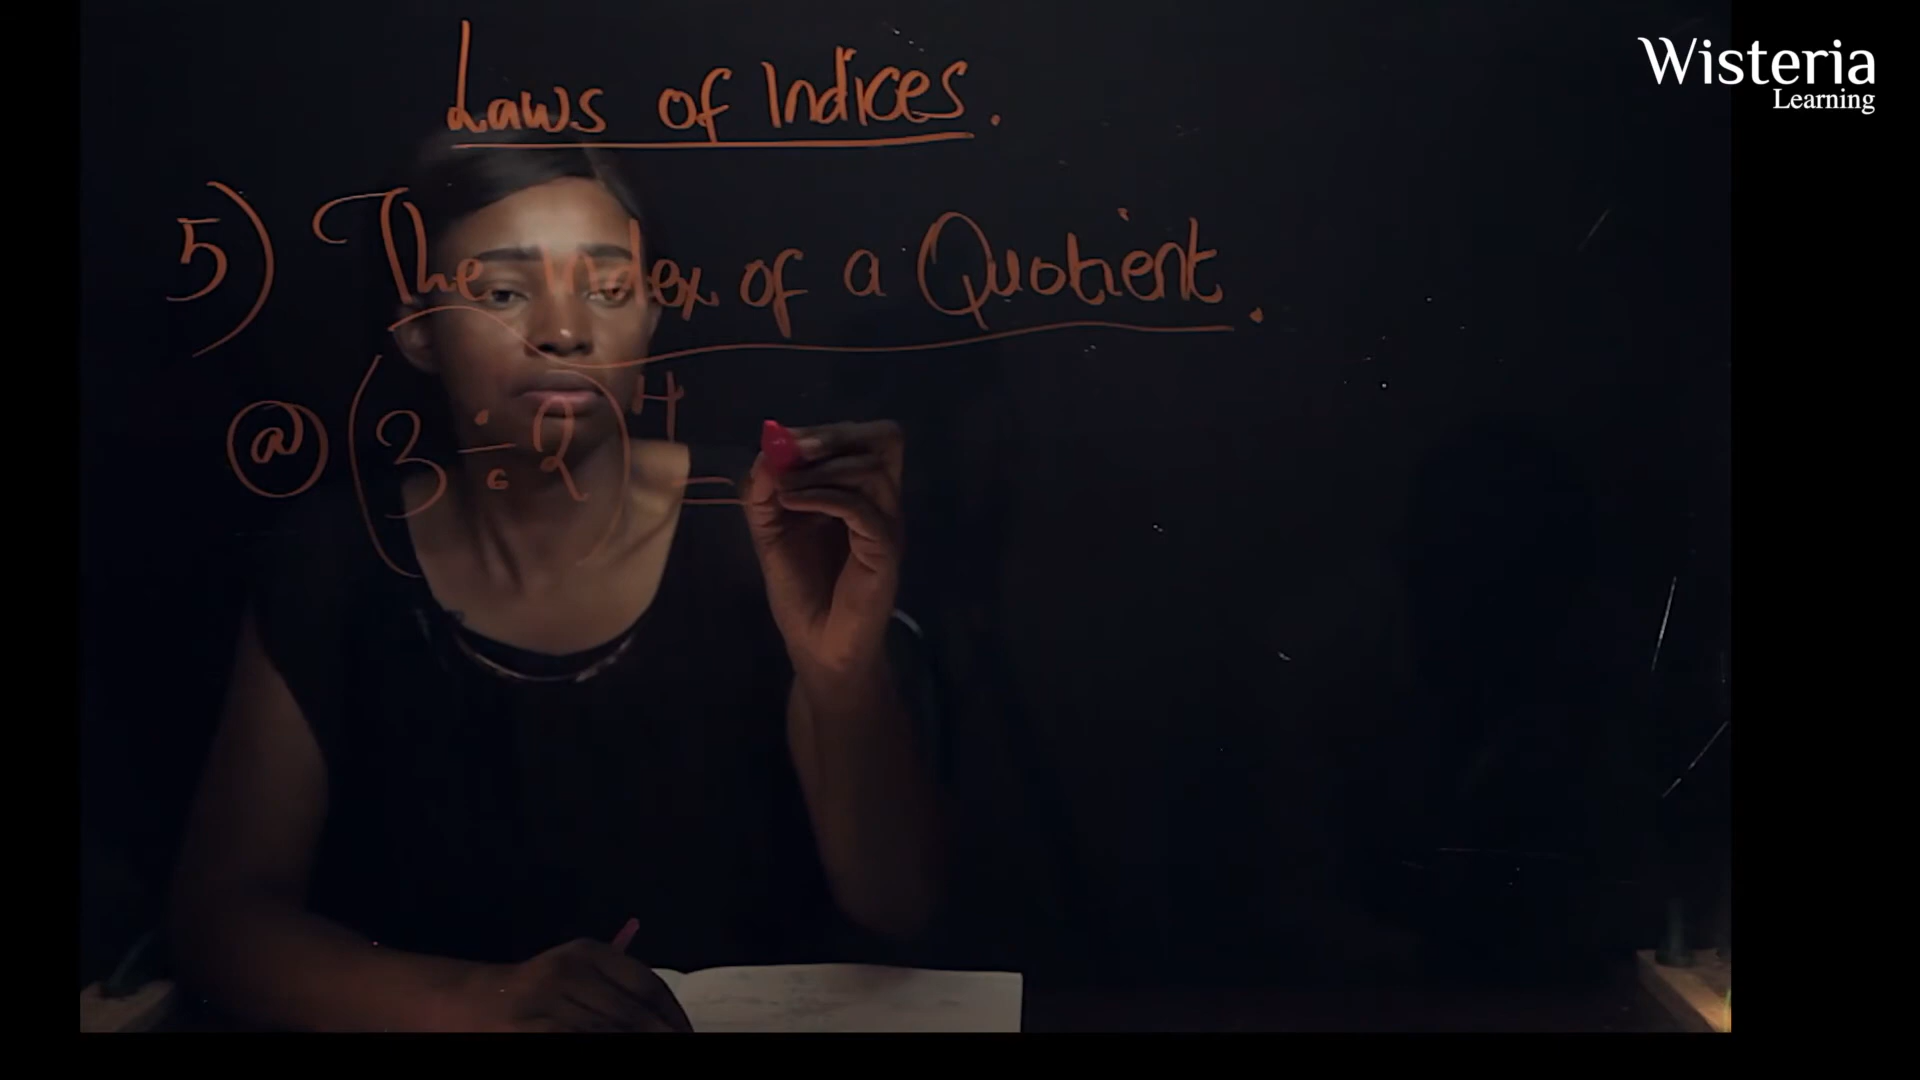 Wisteria
Learning
Laws of Indices.
5) The Index of a Quotient.
(a) (3 ÷ 2)⁴ =